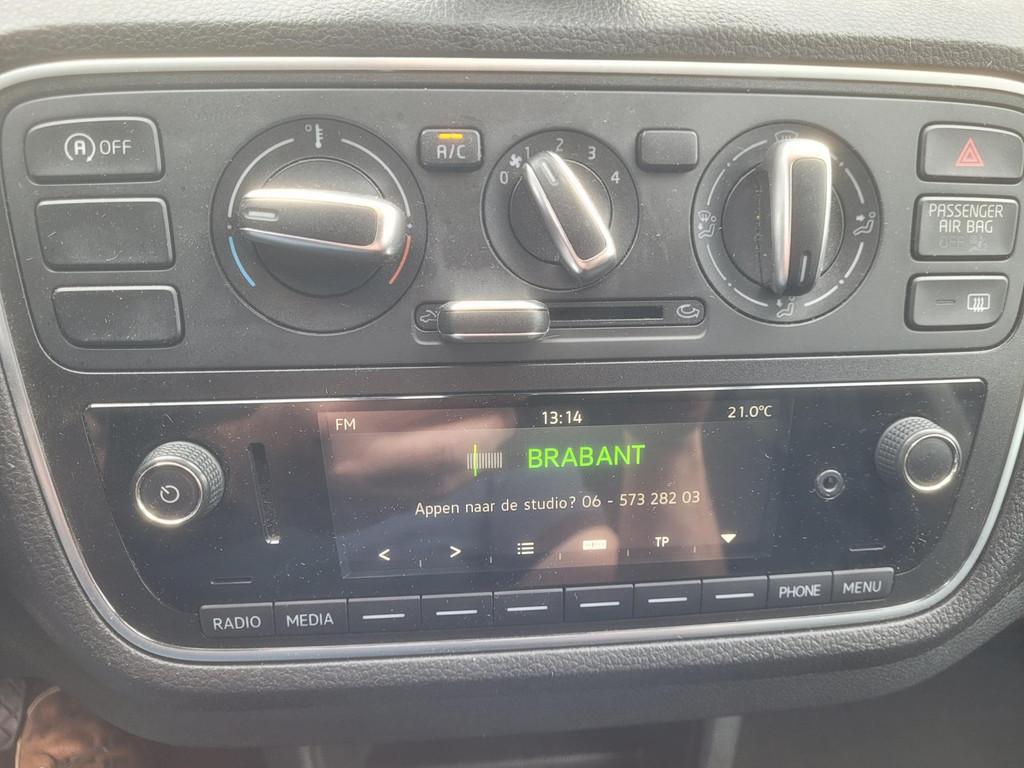 A OFF
A/C
0 1 2 3 4
PASSENGER
AIR BAG
OFF
FM 13:14 21.0°C
BRABANT
Appen naar de studio? 06 - 573 282 03
< > TP
RADIO MEDIA PHONE MENU